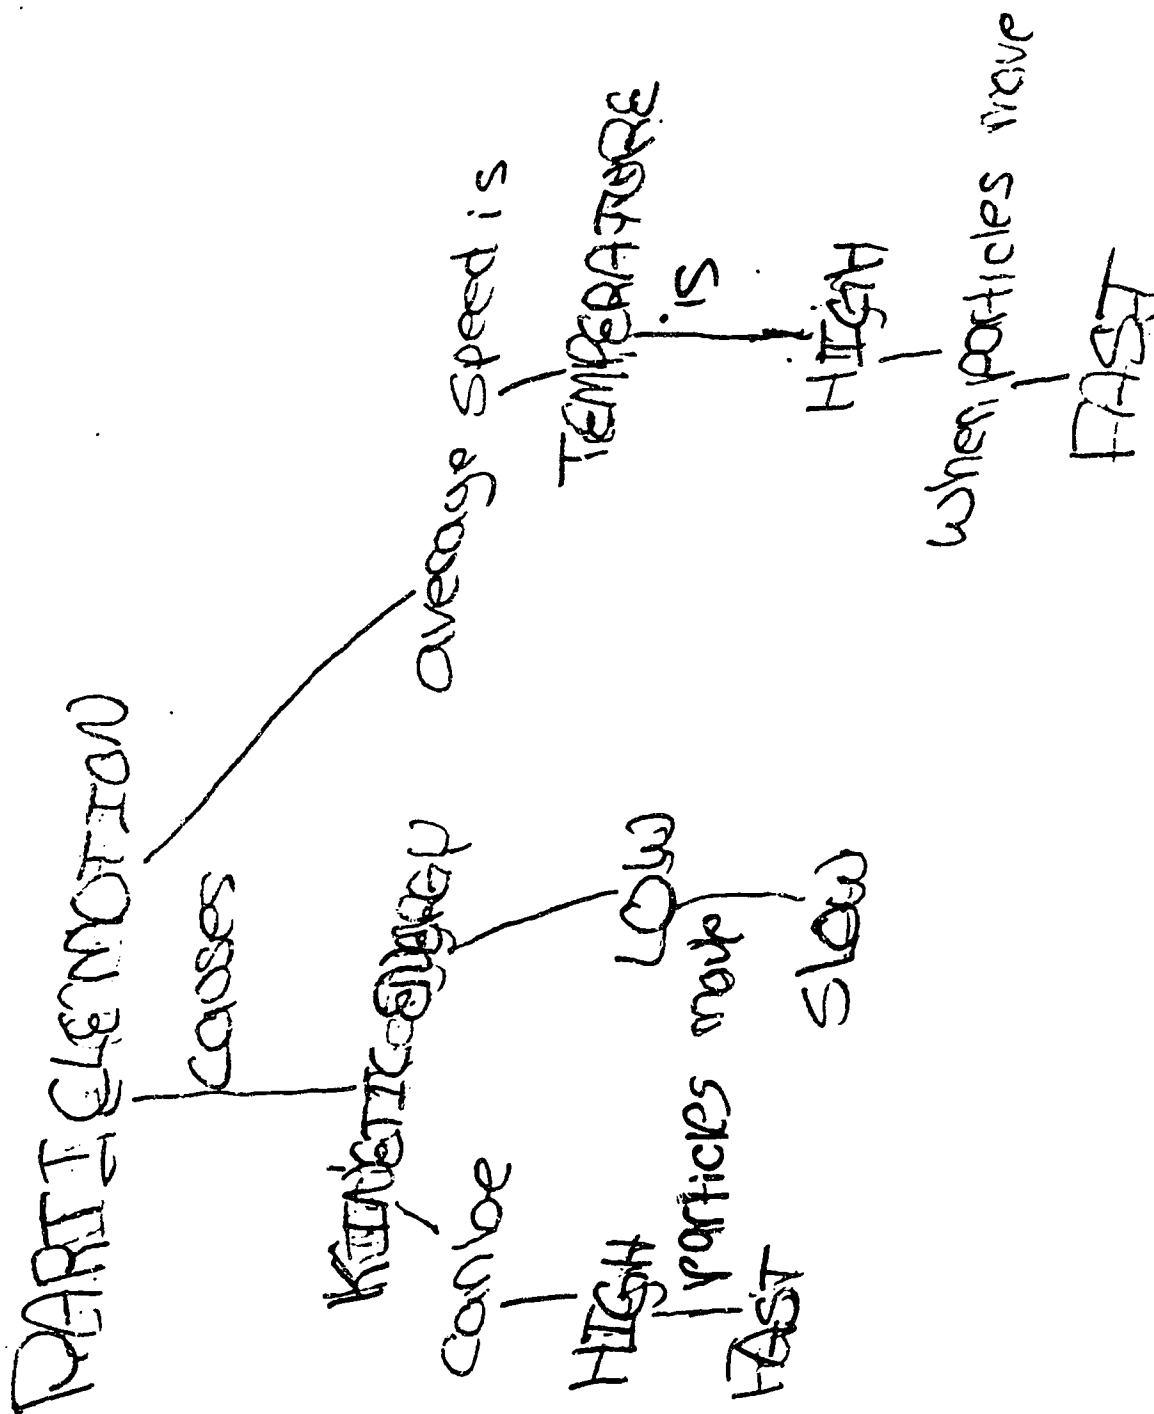 PARTICLE MOTION
causes
average speed is
KINETIC ENERGY
TEMPERATURE
can be
is
HIGH
LOW
HIGH
particles move
when particles move
FAST
SLOW
FAST